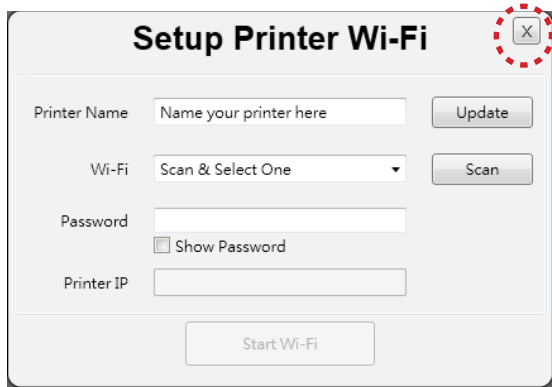 Setup Printer Wi-Fi
X
Printer Name
Name your printer here
Update
Wi-Fi
Scan & Select One
Scan
Password
Show Password
Printer IP
Start Wi-Fi